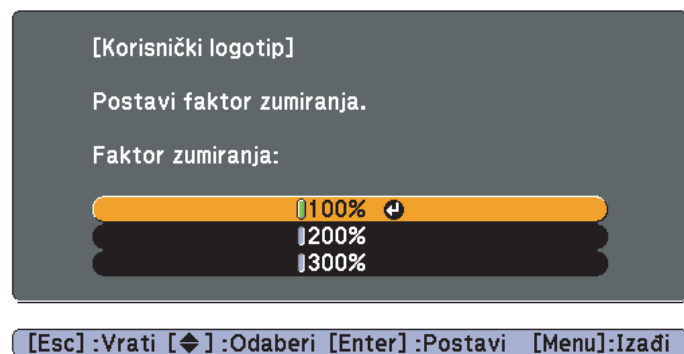 [Korisnički logotip]
Postavi faktor zumiranja.
Faktor zumiranja:
100%
200%
300%
[Esc] :Vrati [◆] :Odaberi [Enter] :Postavi [Menu]:Izađi